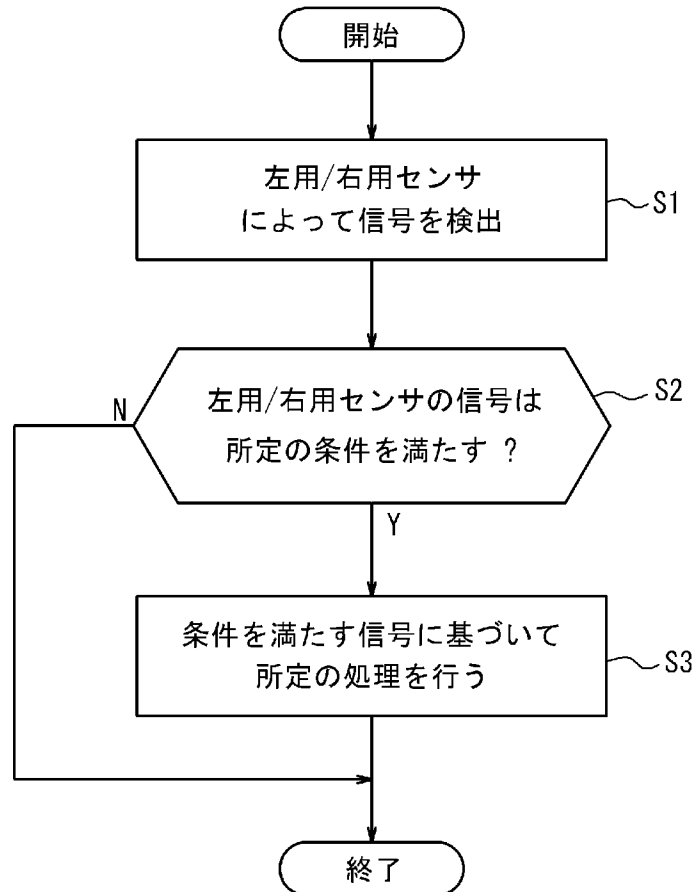 開始
左用/右用センサ
によって信号を検出
S1
左用/右用センサの信号は
所定の条件を満たす ?
S2
N
Y
条件を満たす信号に基づいて
所定の処理を行う
S3
終了